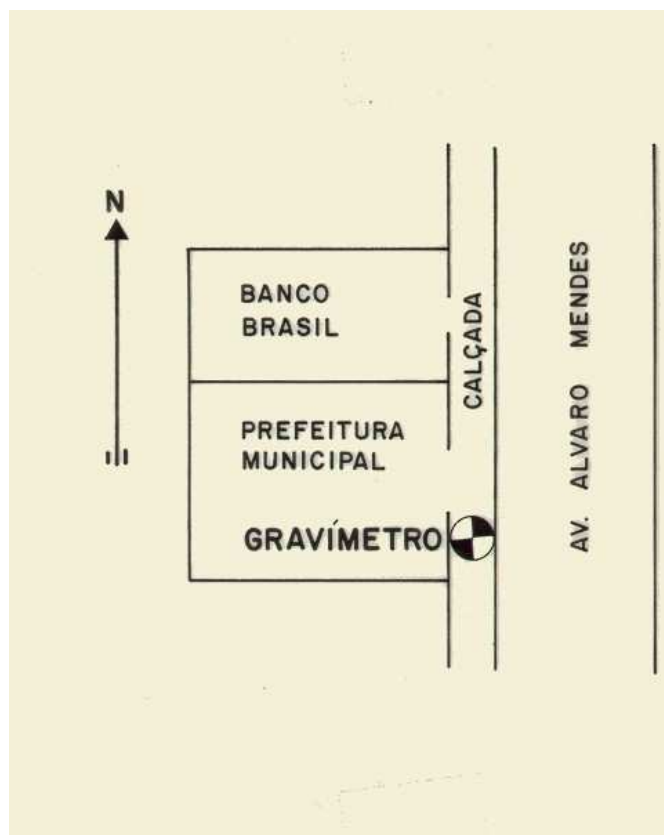 N
BANCO
BRASIL
CALÇADA
AV. ALVARO MENDES
PREFEITURA
MUNICIPAL
GRAVÍMETRO